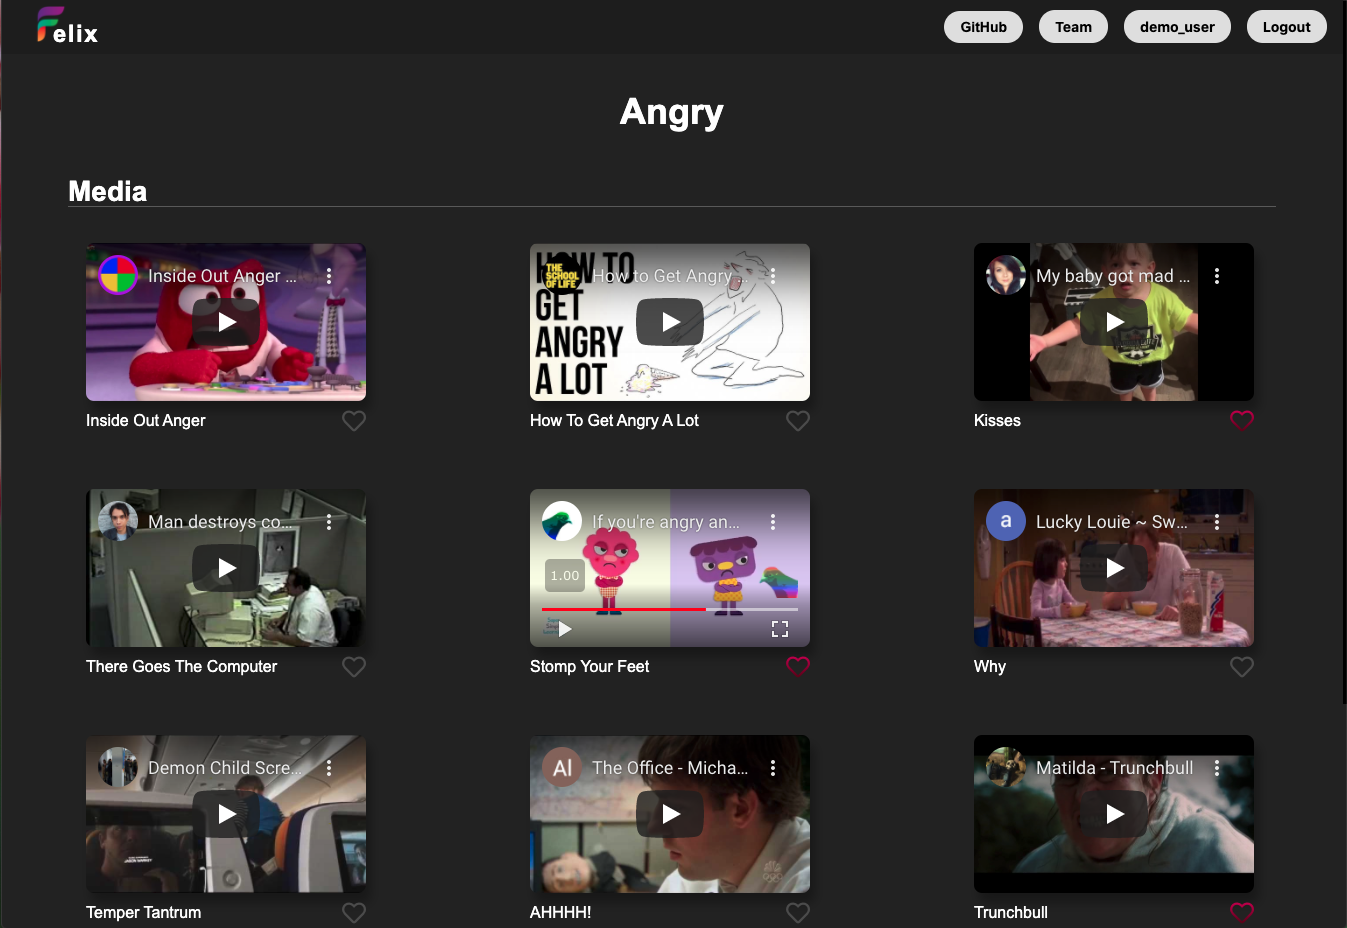 Felix
GitHub
Team
demo_user
Logout
Angry
Media
Inside Out Anger ...
HOW TO
GET
ANGRY
A LOT
THE
SCHOOL
OF LIFE
How to Get Angry ...
My baby got mad ...
Inside Out Anger
How To Get Angry A Lot
Kisses
Man destroys co...
If you're angry an...
1.00
a
Lucky Louie ~ Sw...
There Goes The Computer
Stomp Your Feet
Why
Demon Child Scre...
Al
The Office - Micha...
NBC
Matilda - Trunchbull
Temper Tantrum
AHHHH!
Trunchbull